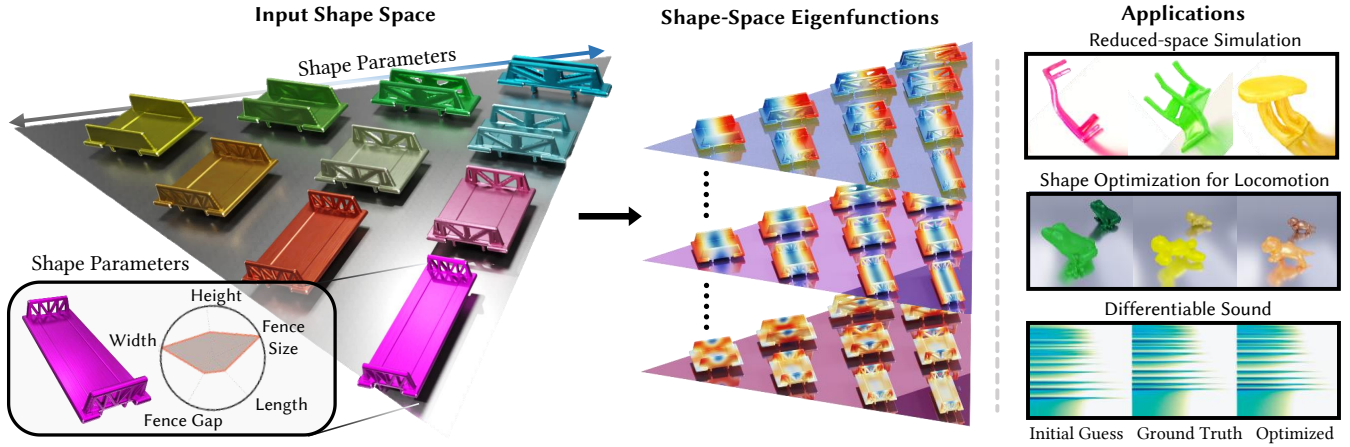 Input Shape Space
Shape Parameters
Shape Parameters
Height
Width
Fence
Size
Length
Fence Gap
Shape-Space Eigenfunctions
Applications
Reduced-space Simulation
Shape Optimization for Locomotion
Differentiable Sound
Initial Guess
Ground Truth
Optimized